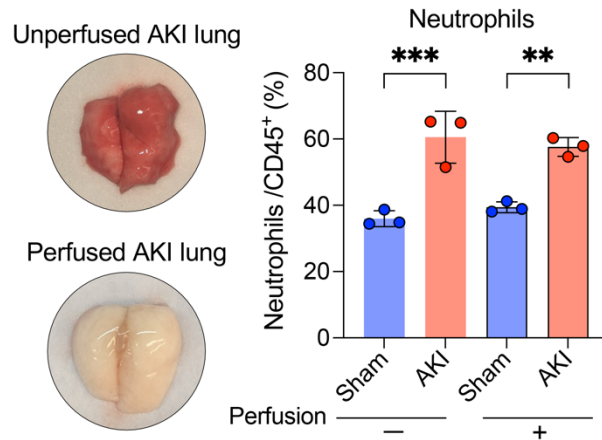 Unperfused AKI lung
Perfused AKI lung
Neutrophils
*** **
Neutrophils /CD45⁺ (%)
80
60
40
20
0
Sham AKI Sham AKI
Perfusion — +